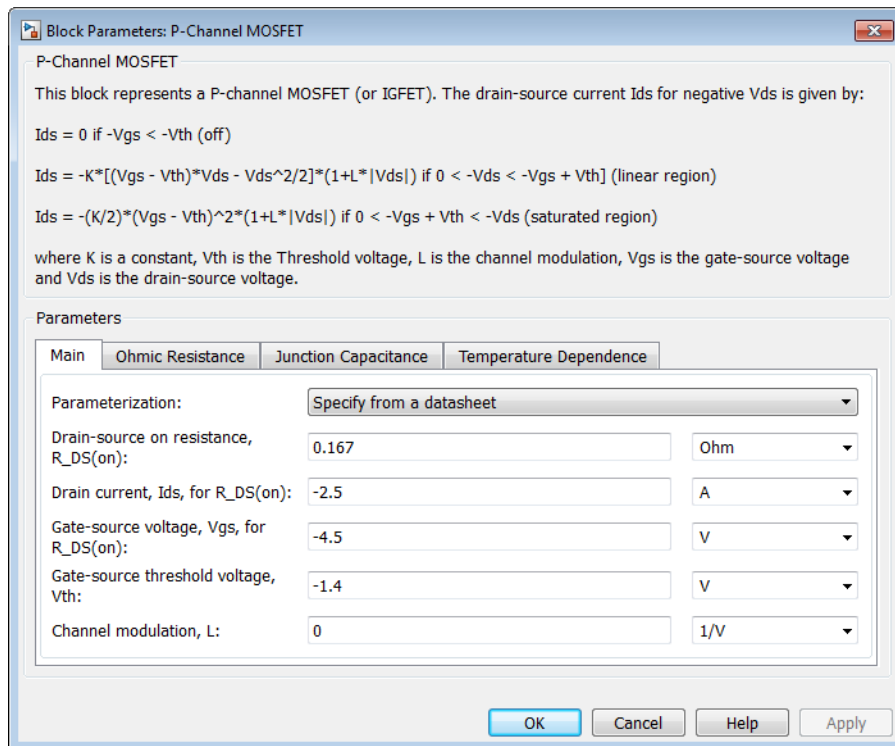 Block Parameters: P-Channel MOSFET
P-Channel MOSFET
This block represents a P-channel MOSFET (or IGFET). The drain-source current Ids for negative Vds is given by:
Ids = 0 if -Vgs < -Vth (off)
Ids = -K*[(Vgs - Vth)*Vds - Vds^2/2]*(1+L*|Vds|) if 0 < -Vds < -Vgs + Vth] (linear region)
Ids = -(K/2)*(Vgs - Vth)^2*(1+L*|Vds|) if 0 < -Vgs + Vth < -Vds (saturated region)
where K is a constant, Vth is the Threshold voltage, L is the channel modulation, Vgs is the gate-source voltage
and Vds is the drain-source voltage.
Parameters
Main Ohmic Resistance Junction Capacitance Temperature Dependence
Parameterization: Specify from a datasheet
Drain-source on resistance,
R_DS(on): 0.167 Ohm
Drain current, Ids, for R_DS(on): -2.5 A
Gate-source voltage, Vgs, for
R_DS(on): -4.5 V
Gate-source threshold voltage,
Vth: -1.4 V
Channel modulation, L: 0 1/V
OK Cancel Help Apply